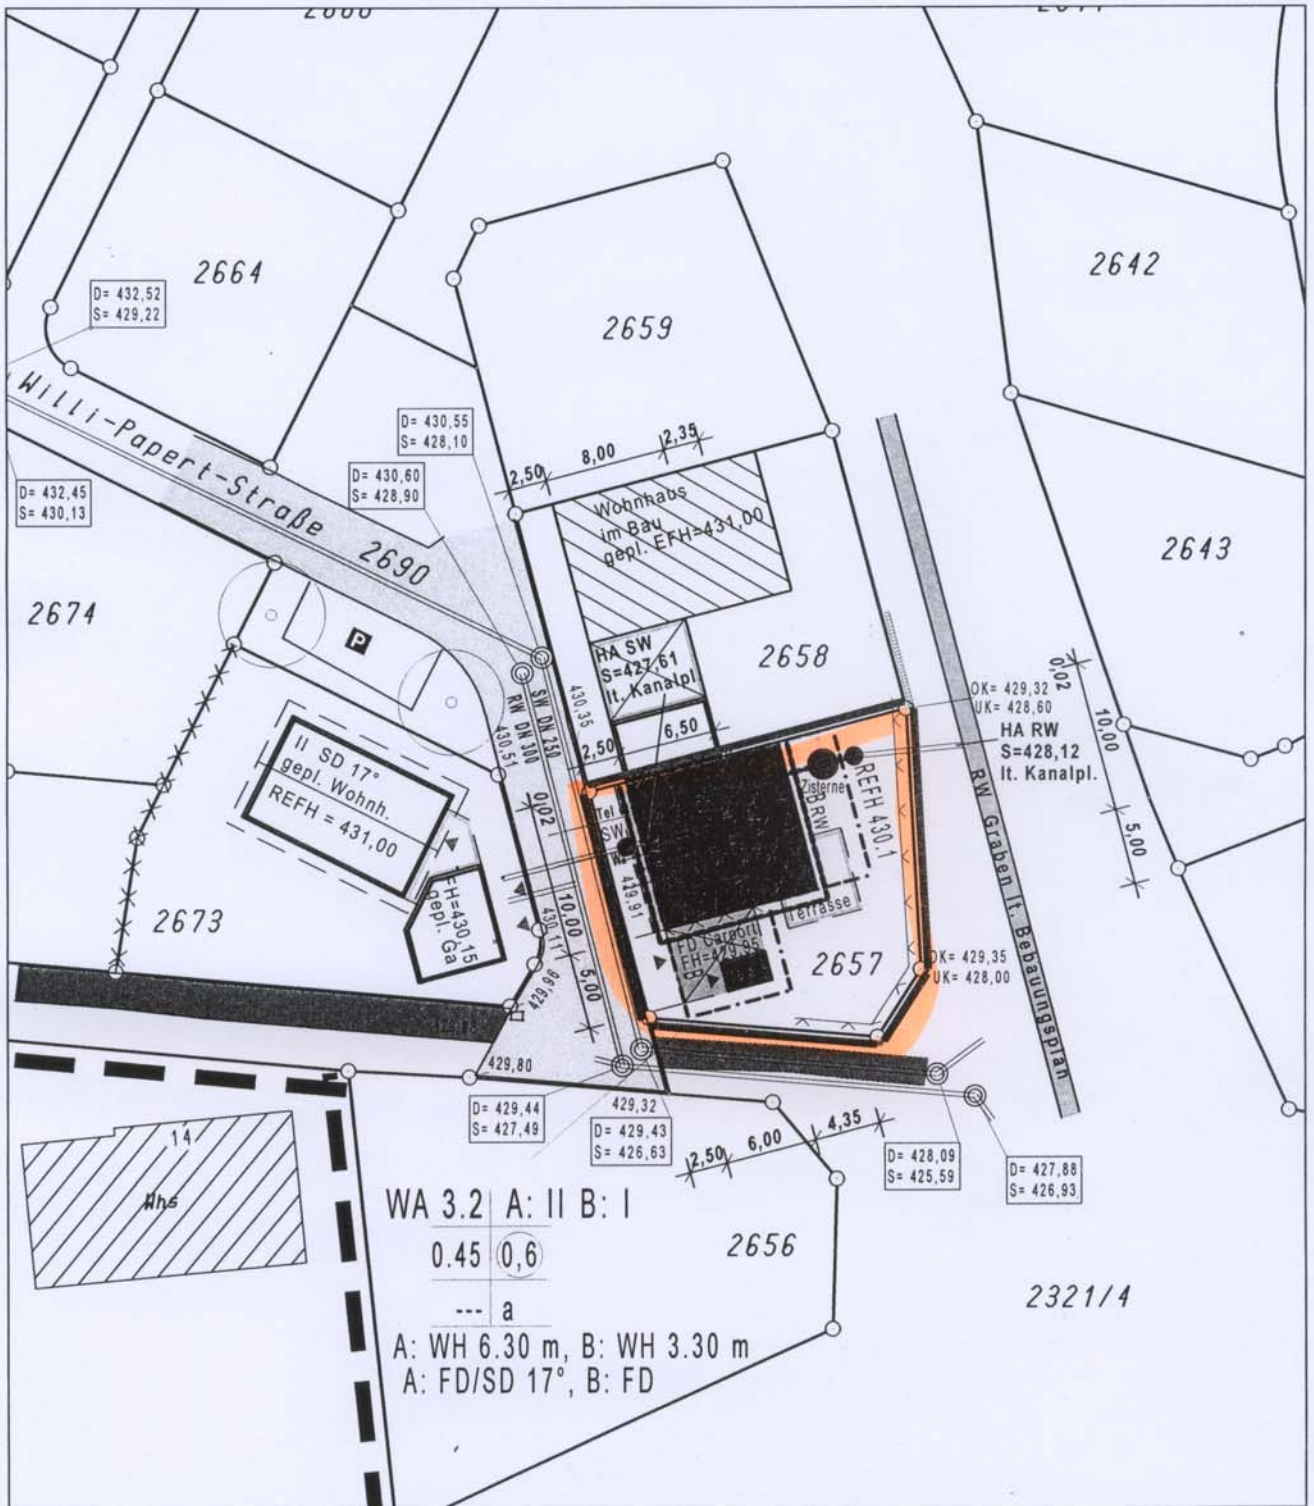 2664
D= 432,52
S= 429,22
2659
2642
Willi-Papert-Straße 2690
D= 430,55
S= 428,10
D= 430,60
S= 428,90
D= 432,45
S= 430,13
2,50
8,00
2,35
Wohnhaus
im Bau
gepl. EFH=431,00
2643
2674
P
HA SW
S=427,61
lt. Kanalpl.
2658
430.35
SW DN 250
RW DN 300
430.51
2,50
6,50
OK= 429,32
UK= 428,60
HA RW
S=428,12
lt. Kanalpl.
0,02
10,00
5,00
II SD 17°
gepl. Wohnh.
REFH = 431,00
EFH=430,15
gepl. Ga
0,02
10,00
5,00
430.11
429.96
Tel
SW
429.91
Zisterne
RW
REFH 430.1
Terrasse
FD Carport
FH=429.95
RW Graben lt. Bebauungsplan
2673
2657
OK= 429,35
UK= 428,00
429,80
D= 429,44
S= 427,49
429,32
D= 429,43
S= 426,63
2,50
6,00
4,35
D= 428,09
S= 425,59
D= 427,88
S= 426,93
14
Whs
WA 3.2 A: II B: I
0.45 0,6
--- a
A: WH 6.30 m, B: WH 3.30 m
A: FD/SD 17°, B: FD
2656
2321/4